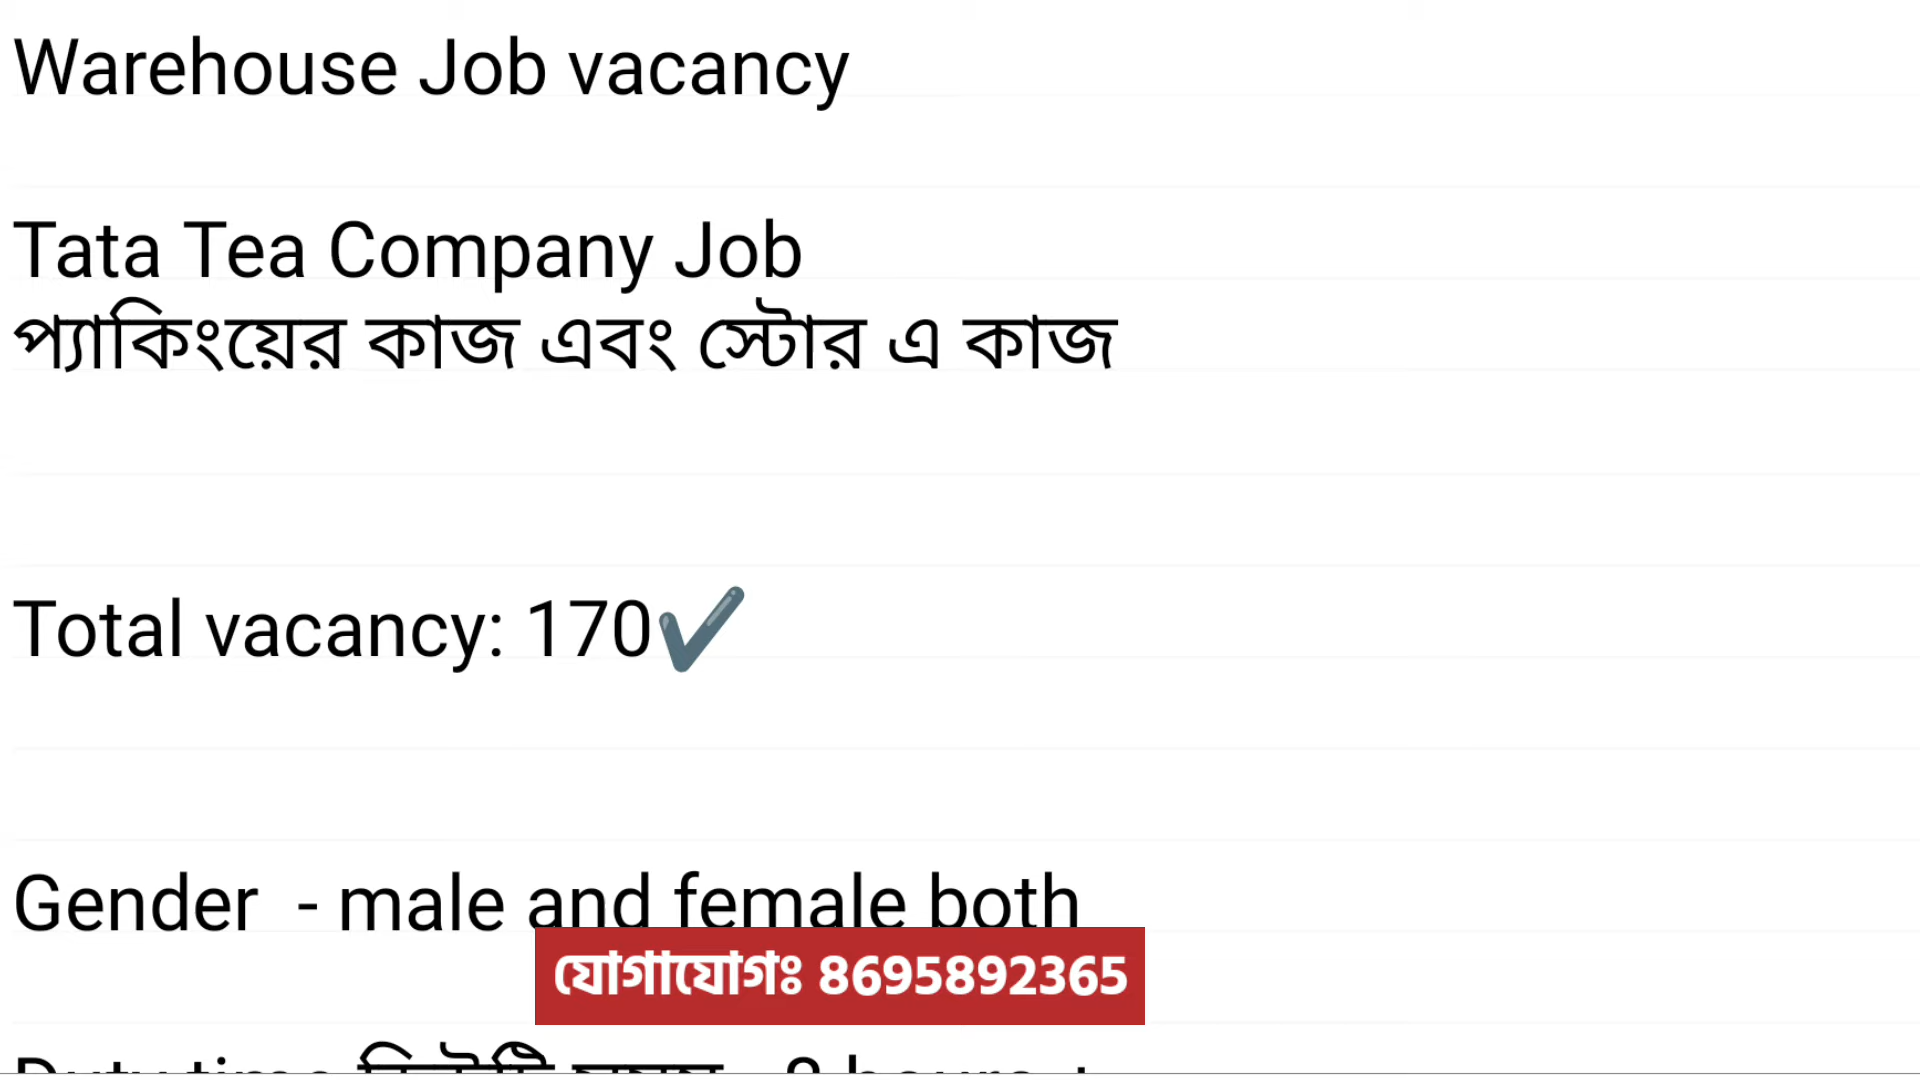 Warehouse Job vacancy
Tata Tea Company Job
প্যাকিংয়ের কাজ এবং স্টোর এ কাজ
Total vacancy: 170✔️
Gender - male and female both
যোগাযোগঃ 8695892365